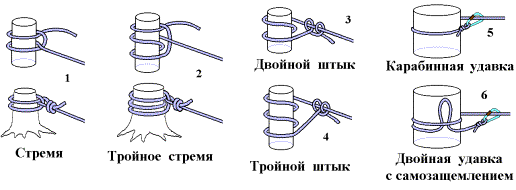 1
Стремя
2
Тройное стремя
3
Двойной штык
4
Тройной штык
5
Карабинная удавка
6
Двойная удавка
с самозащемлением